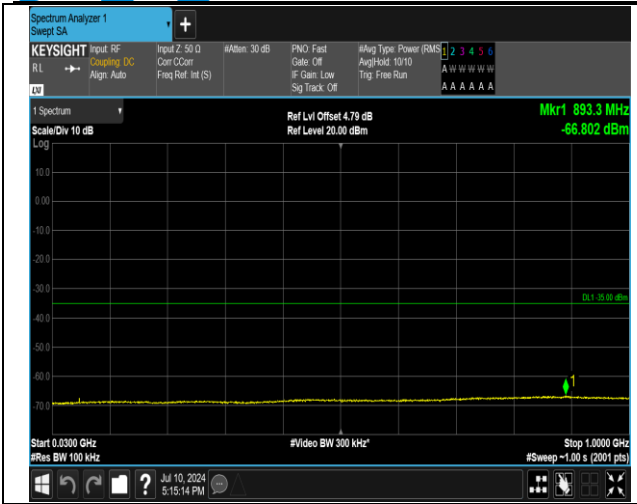 Spectrum Analyzer 1
Swept SA
+
KEYSIGHT
RL
LXI
Input: RF
Coupling: DC
Align: Auto
Input Z: 50 Ω
Corr CCorr
Freq Ref: Int (S)
#Atten: 30 dB
PNO: Fast
Gate: Off
IF Gain: Low
Sig Track: Off
#Avg Type: Power (RMS
Avg|Hold: 10/10
Trig: Free Run
1 2 3 4 5 6
A W W W W W
A A A A A A
1 Spectrum
Scale/Div 10 dB
Log
Ref Lvl Offset 4.79 dB
Ref Level 20.00 dBm
Mkr1 893.3 MHz
-66.802 dBm
10.0
0.00
-10.0
-20.0
-30.0
DL1 -35.00 dBm
-40.0
-50.0
-60.0
1
-70.0
Start 0.0300 GHz
#Res BW 100 kHz
#Video BW 300 kHz*
Stop 1.0000 GHz
#Sweep ~1.00 s (2001 pts)
?
Jul 10, 2024
5:15:14 PM